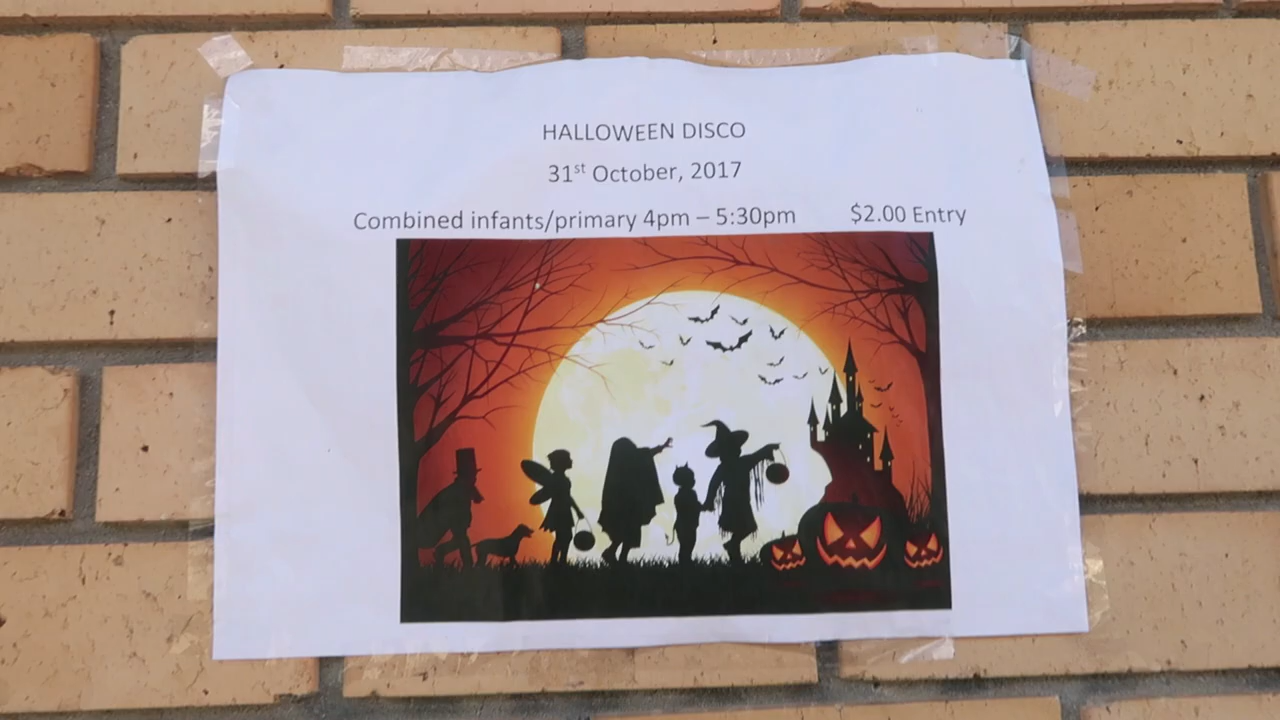 HALLOWEEN DISCO
31st October, 2017
Combined infants/primary 4pm – 5:30pm $2.00 Entry